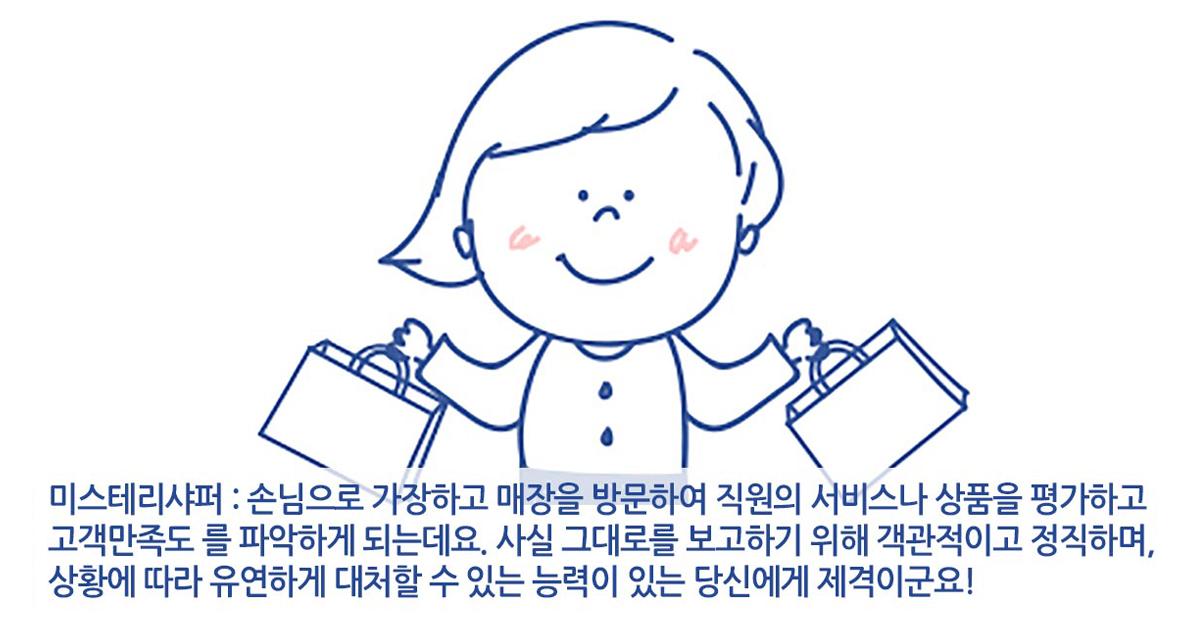 미스테리샤퍼 : 손님으로 가장하고 매장을 방문하여 직원의 서비스나 상품을 평가하고
고객만족도 를 파악하게 되는데요. 사실 그대로를 보고하기 위해 객관적이고 정직하며,
상황에 따라 유연하게 대처할 수 있는 능력이 있는 당신에게 제격이군요!